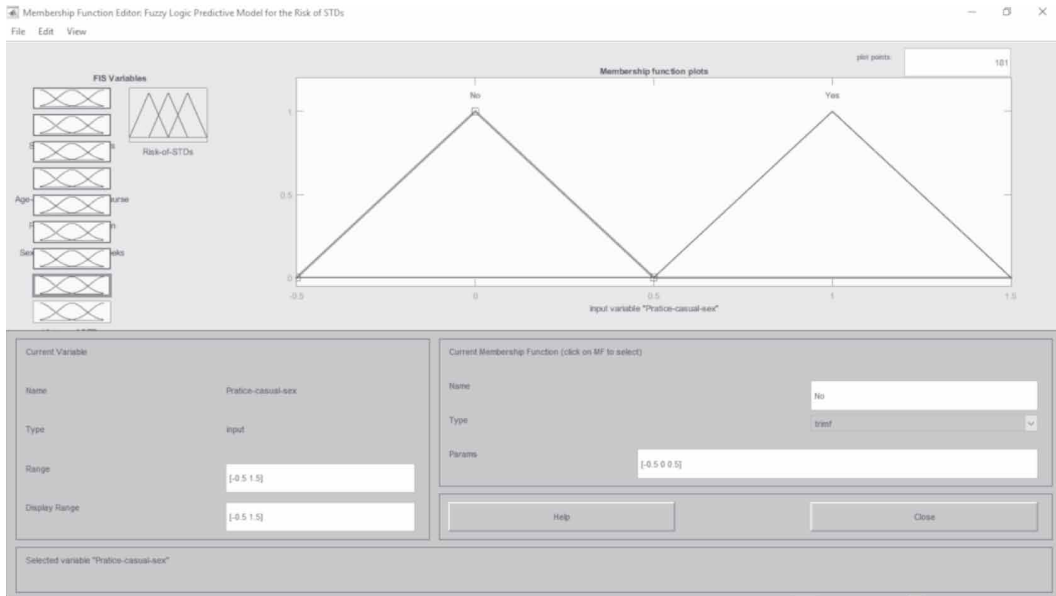 Membership Function Editor: Fuzzy Logic Predictive Model for the Risk of STDs
File Edit View
FIS Variables
Risk-of-STDs
plot points:
181
Membership function plots
No
Yes
1
0.5
0
-0.5
0
0.5
1
1.5
input variable "Pratice-casual-sex"
Current Variable
Name Pratice-casual-sex
Type input
Range [-0.5 1.5]
Display Range [-0.5 1.5]
Current Membership Function (click on MF to select)
Name No
Type trimf
Params [-0.5 0 0.5]
Help
Close
Selected variable "Pratice-casual-sex"